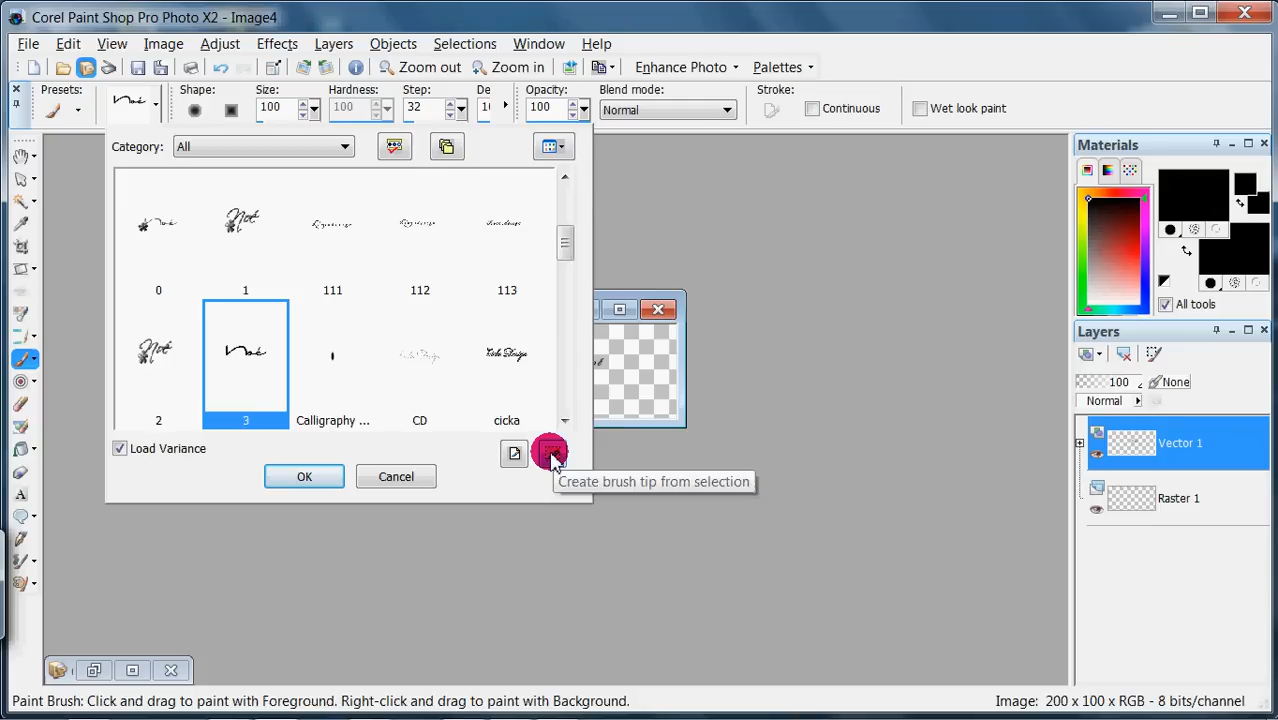 Corel Paint Shop Pro Photo X2 - Image4
File Edit View Image Adjust Effects Layers Objects Selections Window Help
Zoom out Zoom in Enhance Photo Palettes
Presets: Shape: Size: Hardness: Step: De Opacity: Blend mode: Stroke:
100 100 32 100 Normal Continuous Wet look paint
Category: All
Noé Noé
0 1 111 112 113
Noé Noé
2 3 Calligraphy ... CD cicka
Load Variance
OK Cancel
Create brush tip from selection
Materials
All tools
Layers
100 None
Normal
Vector 1
Raster 1
Paint Brush: Click and drag to paint with Foreground. Right-click and drag to paint with Background.
Image: 200 x 100 x RGB - 8 bits/channel